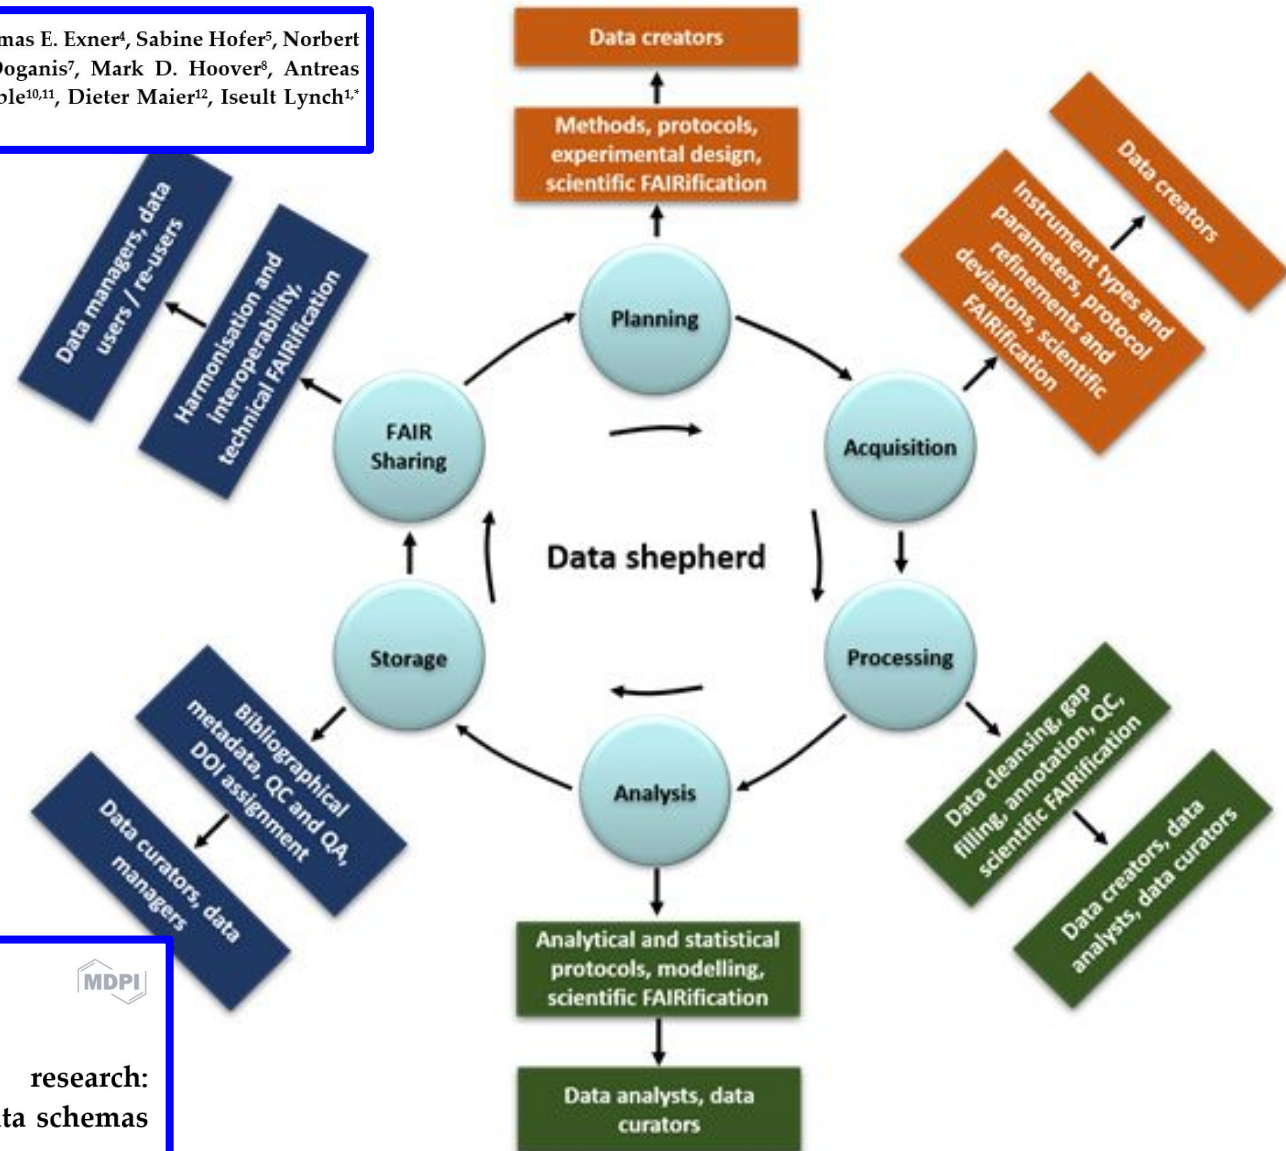 mas E. Exner⁴, Sabine Hofer⁵, Norbert
Doganis⁷, Mark D. Hoover⁸, Antreas
ble¹⁰,¹¹, Dieter Maier¹², Iseult Lynch¹,*
Data creators
Methods, protocols,
experimental design,
scientific FAIRification
Planning
Data creators
Instrument types and
parameters, protocol
refinements and
deviations, scientific
FAIRification
Acquisition
Processing
Data cleansing, gap
filling, annotation, QC,
scientific FAIRification
Data creators, data
analysts, data curators
Analysis
Analytical and statistical
protocols, modelling,
scientific FAIRification
Data analysts, data
curators
Storage
Bibliographical
metadata, QC and QA,
DOI assignment
Data curators, data
managers
FAIR
Sharing
Harmonisation and
interoperability,
technical FAIRification
Data managers, data
users / re-users
Data shepherd
MDPI
research:
ta schemas